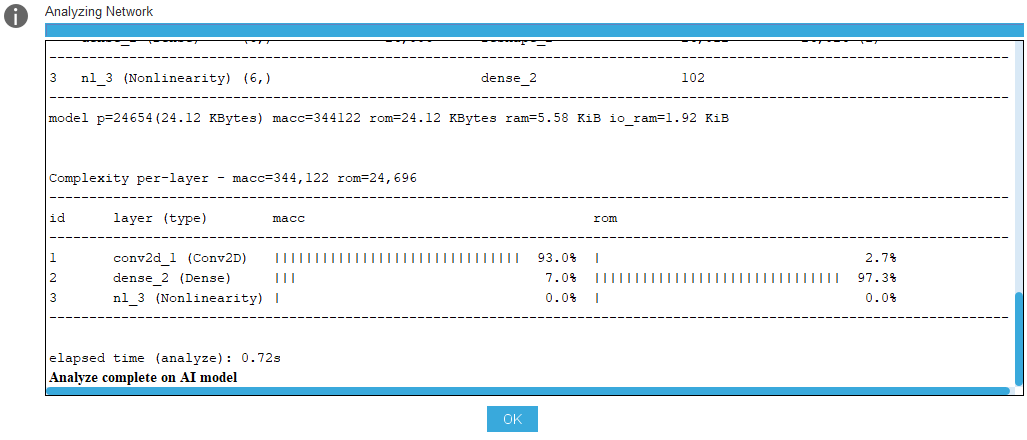 Analyzing Network
------------------------------------------------------------------------------------------------------------------------
3 nl_3 (Nonlinearity) (6,) dense_2 102
------------------------------------------------------------------------------------------------------------------------
model p=24654(24.12 KBytes) macc=344122 rom=24.12 KBytes ram=5.58 KiB io_ram=1.92 KiB
Complexity per-layer - macc=344,122 rom=24,696
------------------------------------------------------------------------------------------------------------------------
id layer (type) macc rom
------------------------------------------------------------------------------------------------------------------------
1 conv2d_1 (Conv2D) ||||||||||||||||||||||||||||||| 93.0% | 2.7%
2 dense_2 (Dense) ||| 7.0% ||||||||||||||||||||||||||||||| 97.3%
3 nl_3 (Nonlinearity) | 0.0% | 0.0%
------------------------------------------------------------------------------------------------------------------------
elapsed time (analyze): 0.72s
Analyze complete on AI model
OK